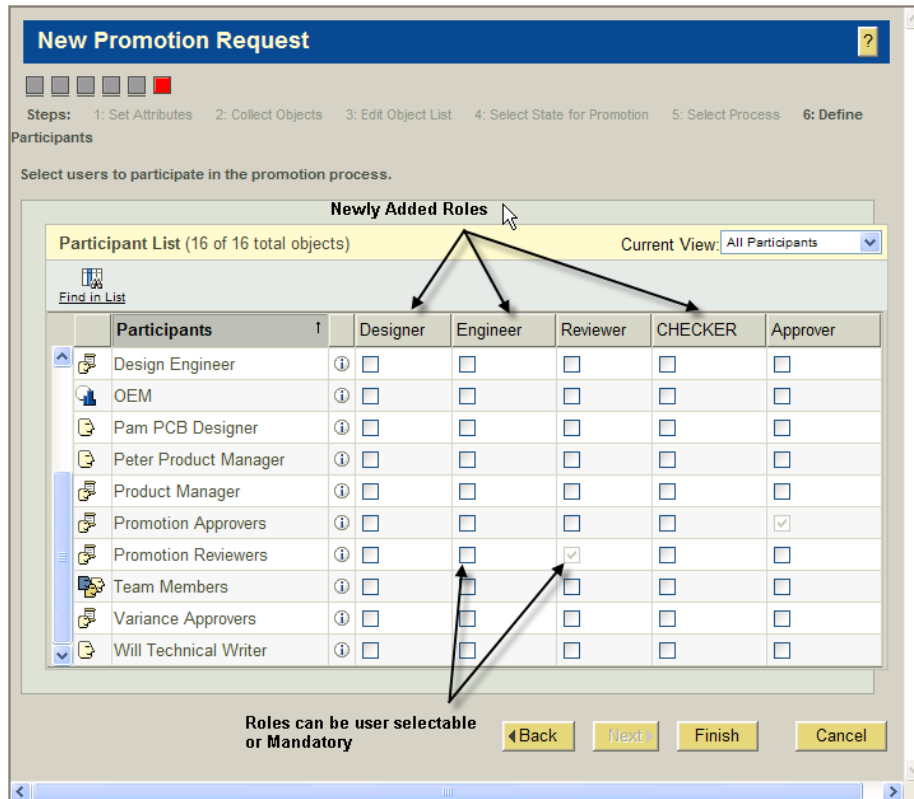 New Promotion Request
?
Steps: 1: Set Attributes 2: Collect Objects 3: Edit Object List 4: Select State for Promotion 5: Select Process 6: Define
Participants
Select users to participate in the promotion process.
Newly Added Roles
Participant List (16 of 16 total objects) Current View: All Participants
Find in List
Participants ↑ Designer Engineer Reviewer CHECKER Approver
Design Engineer
OEM
Pam PCB Designer
Peter Product Manager
Product Manager
Promotion Approvers
Promotion Reviewers
Team Members
Variance Approvers
Will Technical Writer
Roles can be user selectable
or Mandatory
Back Next Finish Cancel